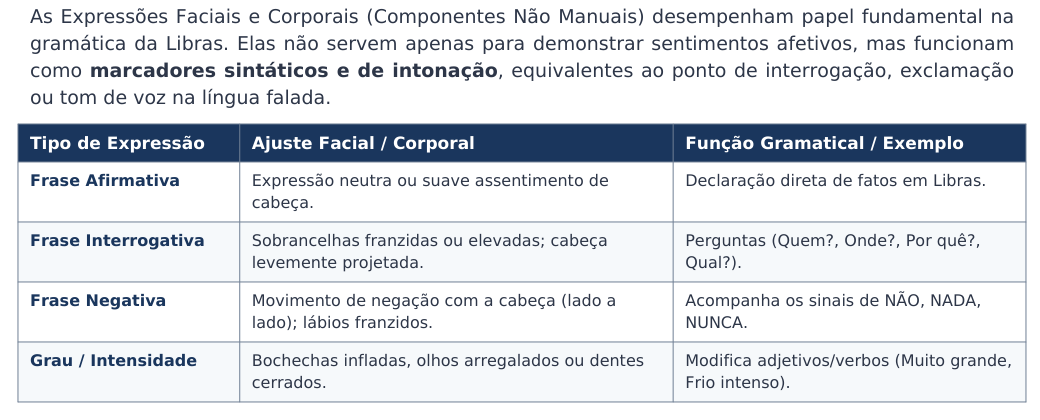 As Expressões Faciais e Corporais (Componentes Não Manuais) desempenham papel fundamental na
gramática da Libras. Elas não servem apenas para demonstrar sentimentos afetivos, mas funcionam
como marcadores sintáticos e de intonação, equivalentes ao ponto de interrogação, exclamação
ou tom de voz na língua falada.
Tipo de Expressão
Ajuste Facial / Corporal
Função Gramatical / Exemplo
Frase Afirmativa
Expressão neutra ou suave assentimento de
cabeça.
Declaração direta de fatos em Libras.
Frase Interrogativa
Sobrancelhas franzidas ou elevadas; cabeça
levemente projetada.
Perguntas (Quem?, Onde?, Por quê?,
Qual?).
Frase Negativa
Movimento de negação com a cabeça (lado a
lado); lábios franzidos.
Acompanha os sinais de NÃO, NADA,
NUNCA.
Grau / Intensidade
Bochechas infladas, olhos arregalados ou dentes
cerrados.
Modifica adjetivos/verbos (Muito grande,
Frio intenso).